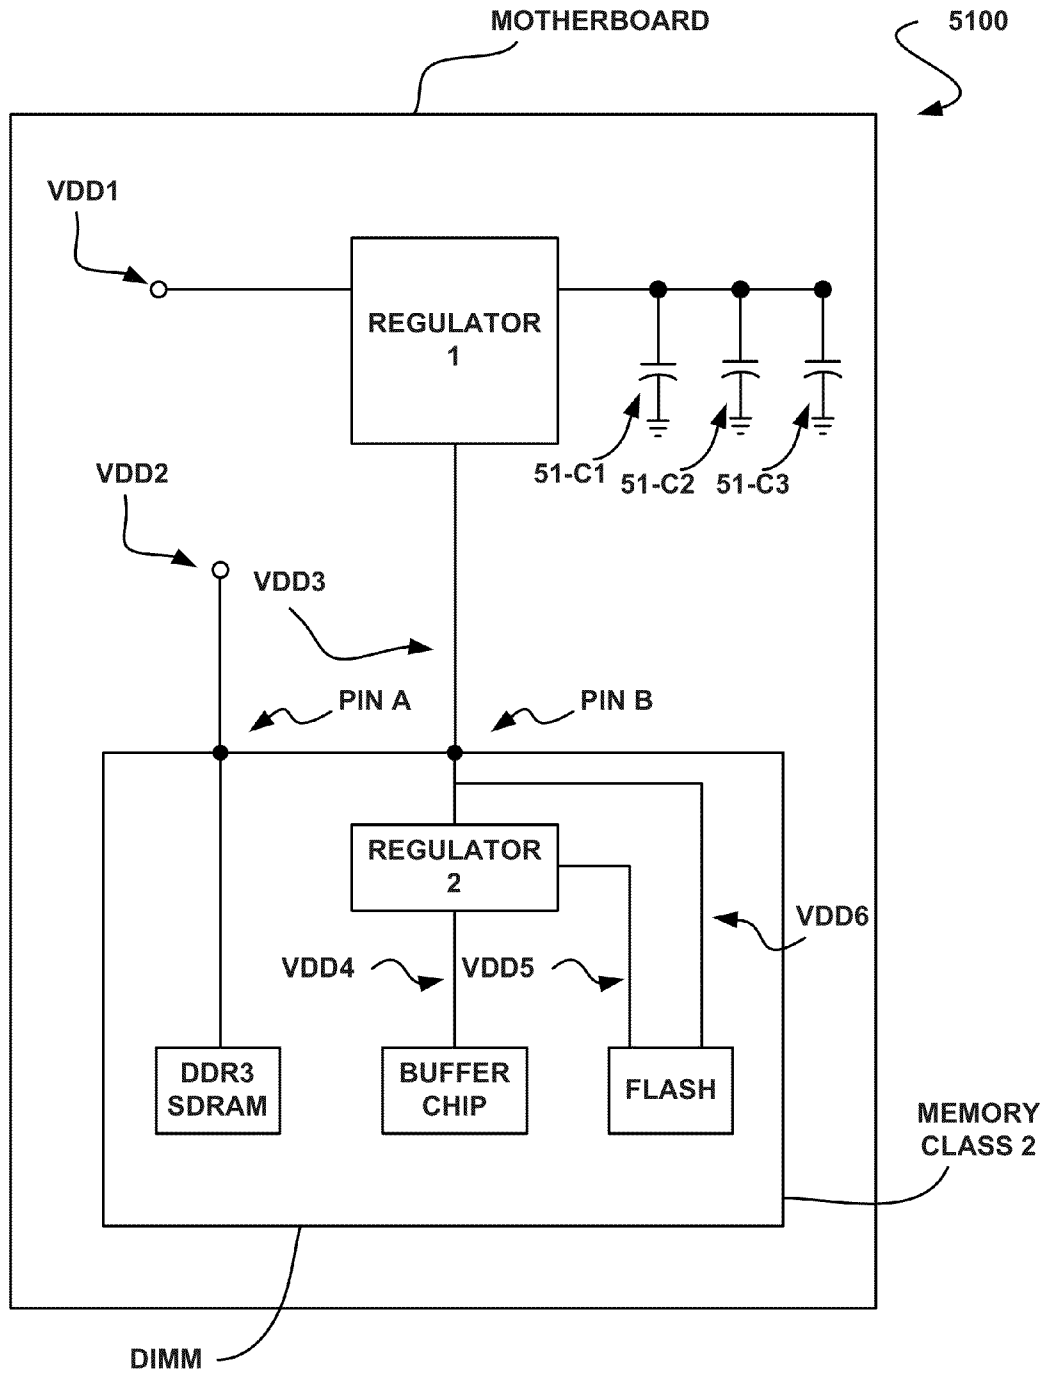 MOTHERBOARD
5100
VDD1
REGULATOR
1
51-C1
51-C2
51-C3
VDD2
VDD3
PIN A
PIN B
REGULATOR
2
VDD6
VDD4
VDD5
DDR3
SDRAM
BUFFER
CHIP
FLASH
MEMORY
CLASS 2
DIMM